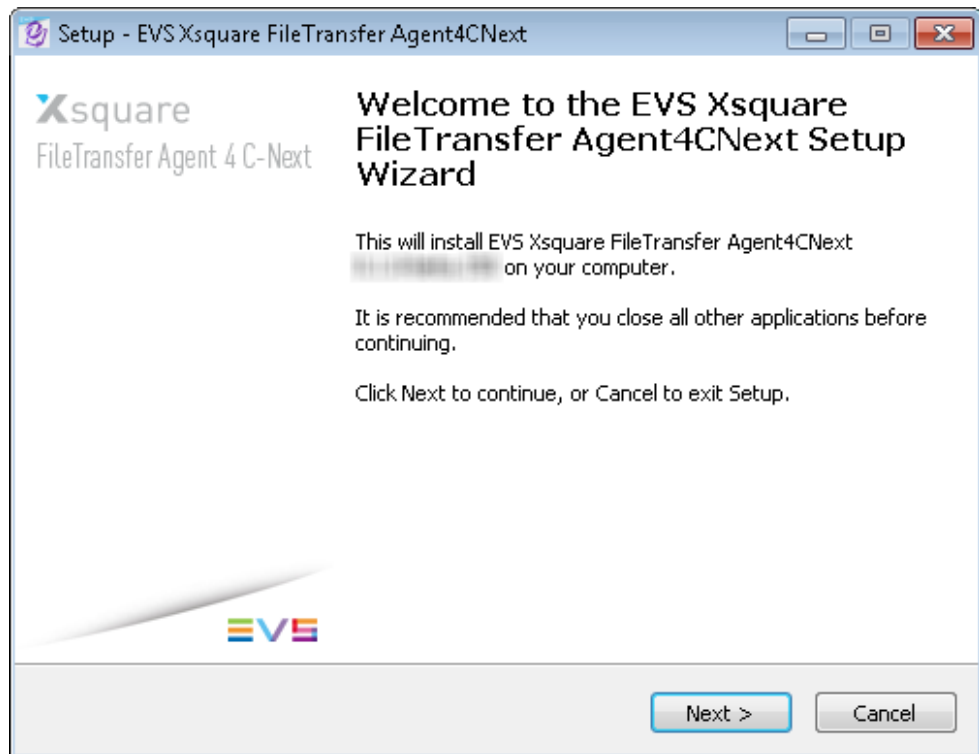 Setup - EVS Xsquare FileTransfer Agent4CNext
Xsquare
FileTransfer Agent 4 C-Next
Welcome to the EVS Xsquare
FileTransfer Agent4CNext Setup
Wizard
This will install EVS Xsquare FileTransfer Agent4CNext
on your computer.
It is recommended that you close all other applications before
continuing.
Click Next to continue, or Cancel to exit Setup.
EVS
Next >
Cancel